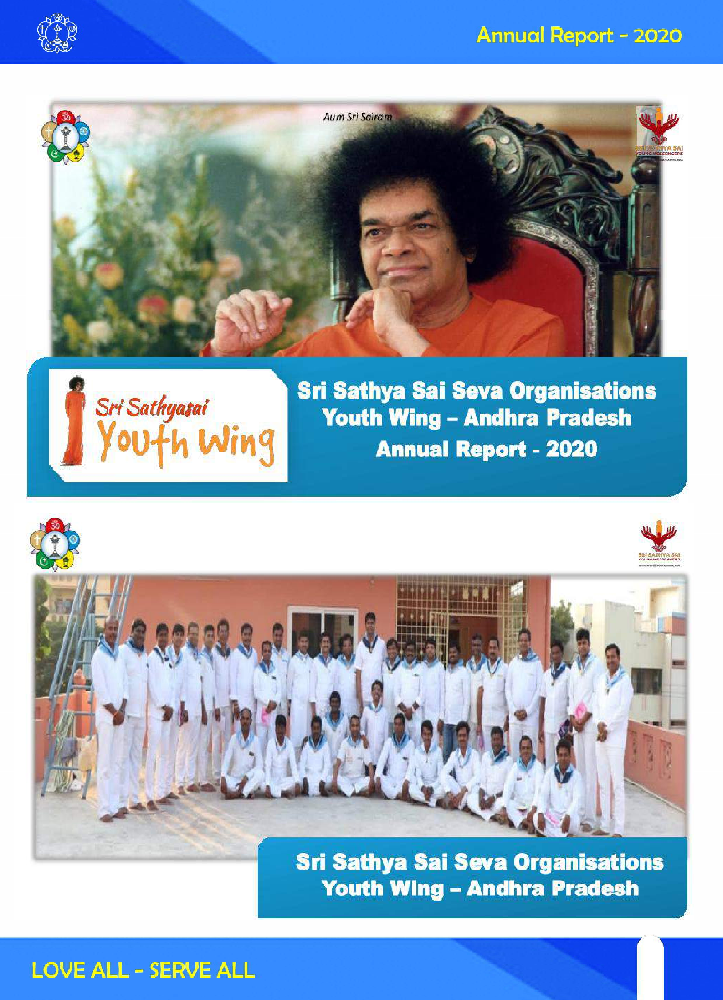 Annual Report - 2020
Aum Sri Sairam
SRI SATHYA SAI
YOUNG MESSENGERS
Sri Sathyasai
Youth Wing
Sri Sathya Sai Seva Organisations
Youth Wing – Andhra Pradesh
Annual Report - 2020
SRI SATHYA SAI
YOUNG MESSENGERS
Sri Sathya Sai Seva Organisations
Youth Wing – Andhra Pradesh
LOVE ALL - SERVE ALL